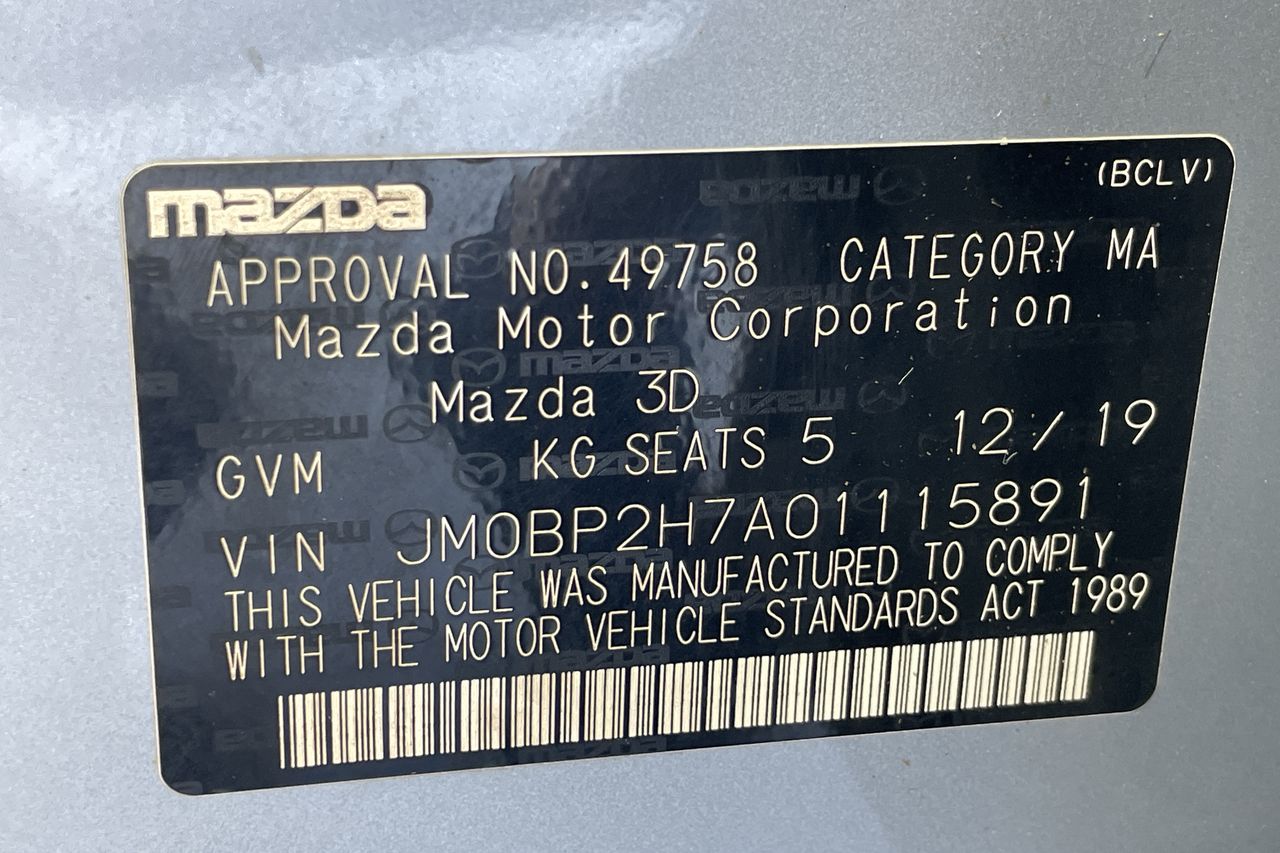 (BCLV)
mazda
APPROVAL NO.49758 CATEGORY MA
Mazda Motor Corporation
Mazda 3D
GVM KG SEATS 5 12/19
VIN JM0BP2H7A01115891
THIS VEHICLE WAS MANUFACTURED TO COMPLY
WITH THE MOTOR VEHICLE STANDARDS ACT 1989